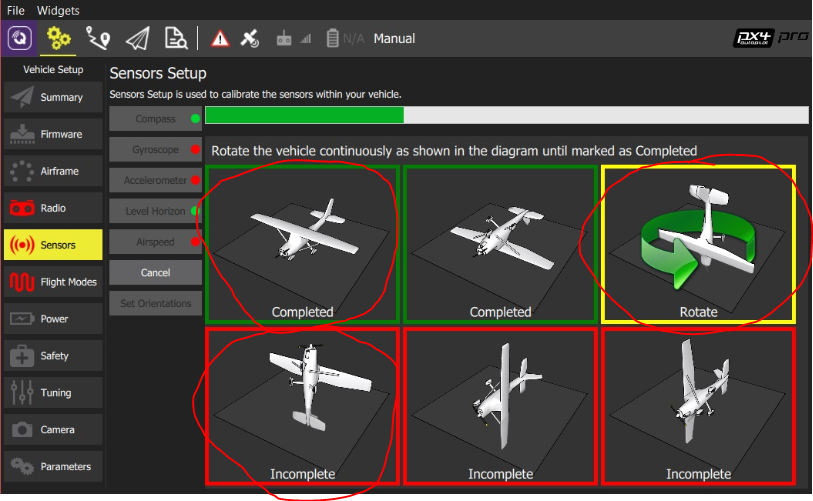 File Widgets
N/A Manual
px4 pro
autopilot
Vehicle Setup
Sensors Setup
Summary
Sensors Setup is used to calibrate the sensors within your vehicle.
Compass
Firmware
Gyroscope
Rotate the vehicle continuously as shown in the diagram until marked as Completed
Airframe
Accelerometer
Radio
Level Horizon
Sensors
Airspeed
Flight Modes
Cancel
Power
Set Orientations
Completed
Completed
Rotate
Safety
Tuning
Camera
Parameters
Incomplete
Incomplete
Incomplete